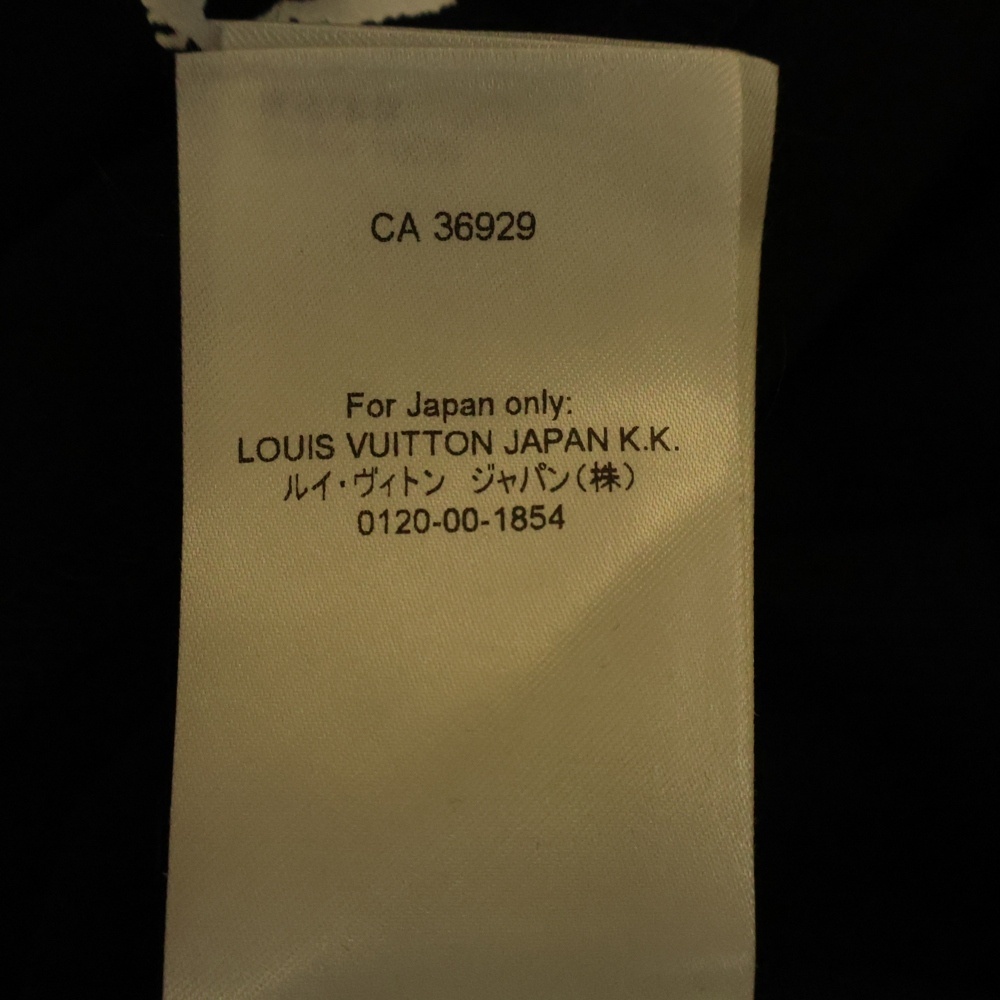 CA 36929
For Japan only:
LOUIS VUITTON JAPAN K.K.
ルイ・ヴィトン　ジャパン(株)
0120-00-1854